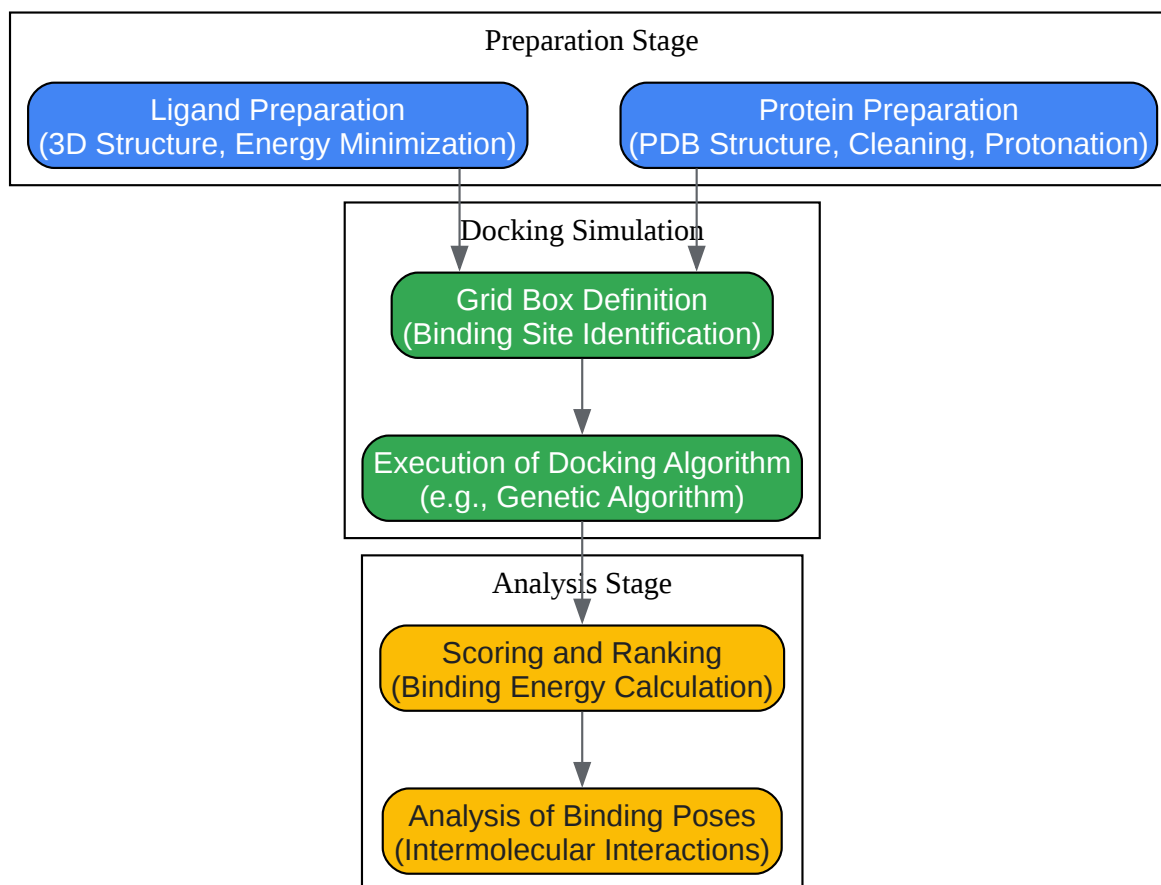 Preparation Stage
Ligand Preparation
(3D Structure, Energy Minimization)
Protein Preparation
(PDB Structure, Cleaning, Protonation)
Docking Simulation
Grid Box Definition
(Binding Site Identification)
Execution of Docking Algorithm
(e.g., Genetic Algorithm)
Analysis Stage
Scoring and Ranking
(Binding Energy Calculation)
Analysis of Binding Poses
(Intermolecular Interactions)